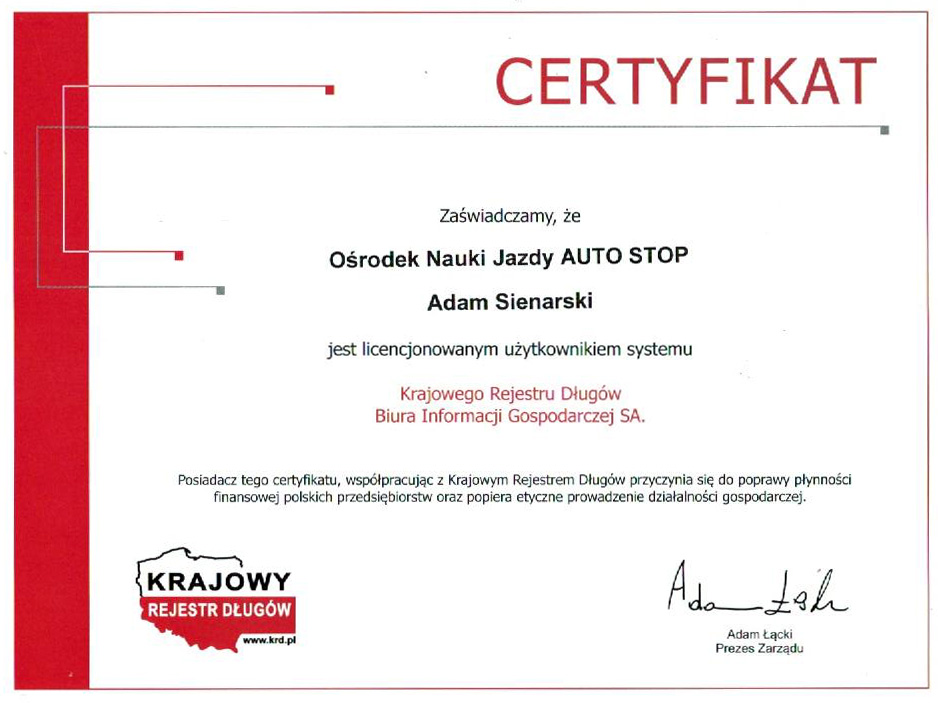 CERTYFIKAT
Zaświadczamy, że
Ośrodek Nauki Jazdy AUTO STOP
Adam Sienarski
jest licencjonowanym użytkownikiem systemu
Krajowego Rejestru Długów
Biura Informacji Gospodarczej SA.
Posiadacz tego certyfikatu, współpracując z Krajowym Rejestrem Długów przyczynia się do poprawy płynności
finansowej polskich przedsiębiorstw oraz popiera etyczne prowadzenie działalności gospodarczej.
KRAJOWY
REJESTR DŁUGÓW
www.krd.pl
Adam Łącki
Adam Łącki
Prezes Zarządu